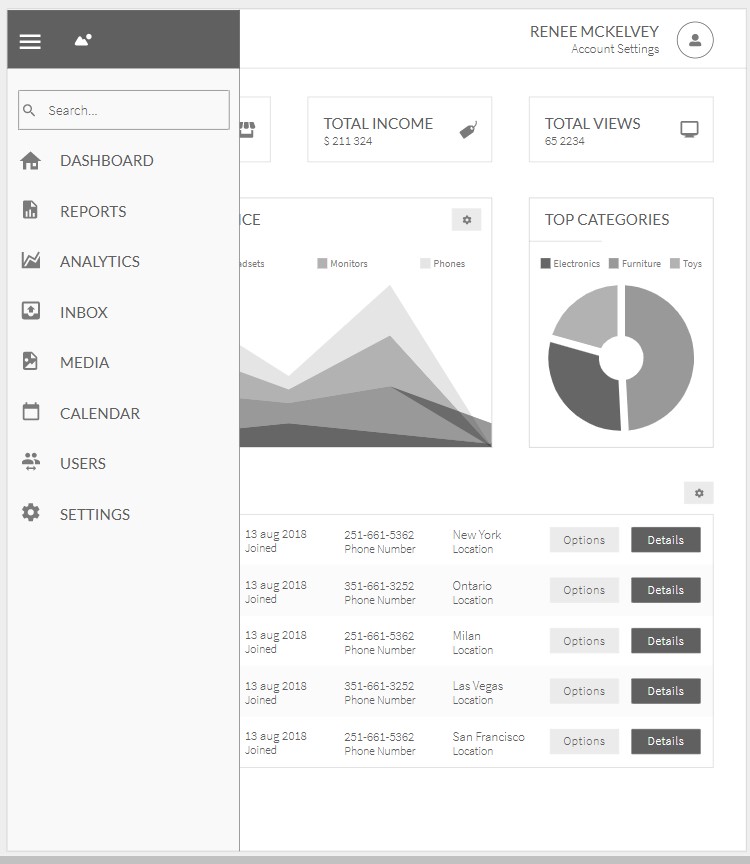 RENEE MCKELVEY
Account Settings
Search...
DASHBOARD
REPORTS
ANALYTICS
INBOX
MEDIA
CALENDAR
USERS
SETTINGS
TOTAL INCOME
$ 211 324
TOTAL VIEWS
65 2234
ICE
Monitors
Phones
TOP CATEGORIES
Electronics Furniture Toys
13 aug 2018 251-661-5362 New York Options Details
Joined Phone Number Location
13 aug 2018 351-661-3252 Ontario Options Details
Joined Phone Number Location
13 aug 2018 251-661-5362 Milan Options Details
Joined Phone Number Location
13 aug 2018 351-661-3252 Las Vegas Options Details
Joined Phone Number Location
13 aug 2018 251-661-5362 San Francisco Options Details
Joined Phone Number Location